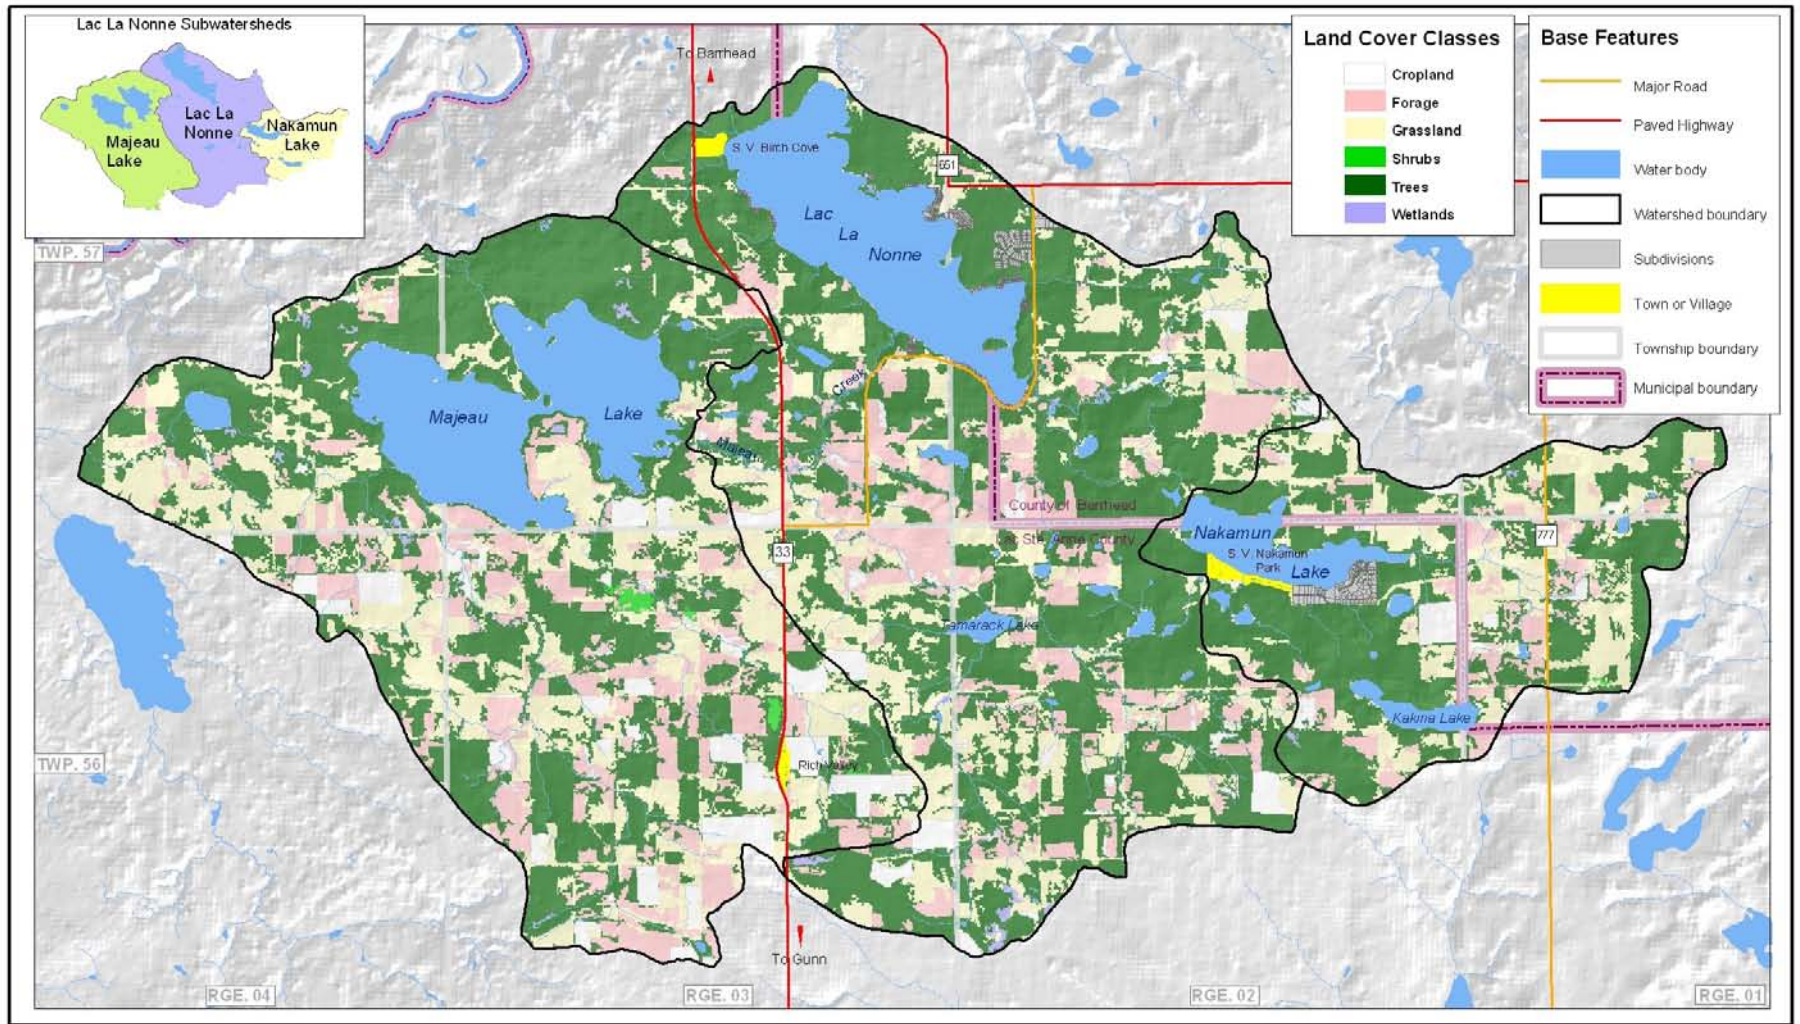 Lac La Nonne Subwatersheds
Lac La
Nonne
Nakamun
Lake
Majeau
Lake
To Barrhead
S. V. Birch Cove
651
Lac
La
Nonne
TWP. 57
Majeau
Lake
Creek
Majeau
County of Barrhead
Lac Ste. Anne County
33
Nakamun
S. V. Nakamun
Park
Lake
777
Tamarack Lake
Kakina Lake
TWP. 56
Rich Valley
To Gunn
RGE. 04
RGE. 03
RGE. 02
RGE. 01
Land Cover Classes
Cropland
Forage
Grassland
Shrubs
Trees
Wetlands
Base Features
Major Road
Paved Highway
Water body
Watershed boundary
Subdivisions
Town or Village
Township boundary
Municipal boundary